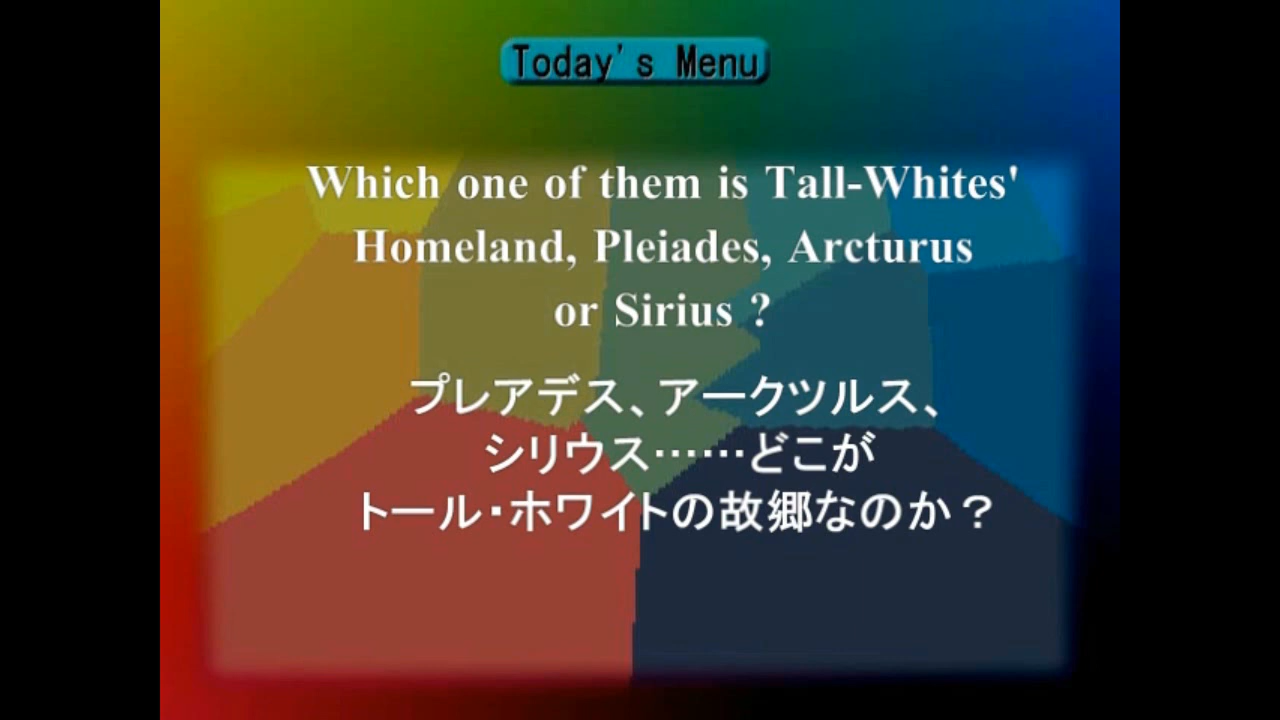 Today's Menu
Which one of them is Tall-Whites'
Homeland, Pleiades, Arcturus
or Sirius ?
プレアデス、アークツルス、
シリウス……どこが
トール・ホワイトの故郷なのか？